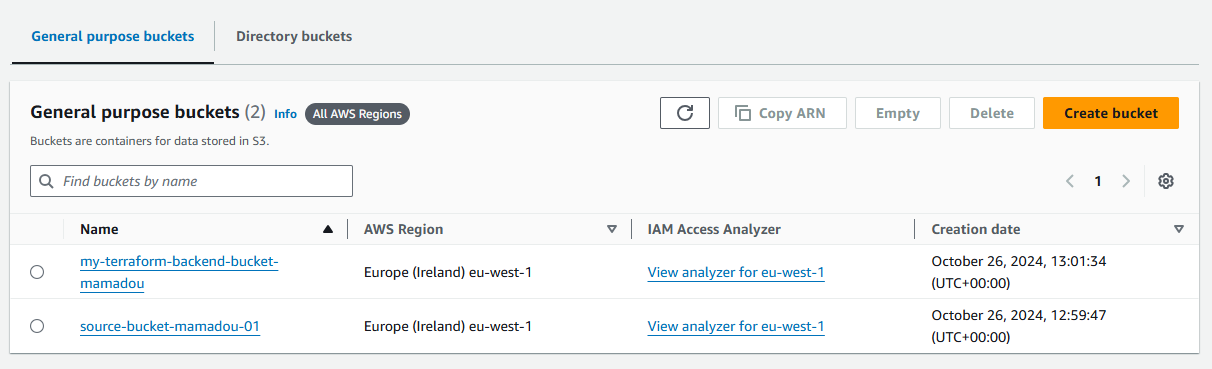 General purpose buckets Directory buckets
General purpose buckets (2) Info All AWS Regions Copy ARN Empty Delete Create bucket
Buckets are containers for data stored in S3.
Find buckets by name 1
Name AWS Region IAM Access Analyzer Creation date
my-terraform-backend-bucket-
mamadou
Europe (Ireland) eu-west-1
View analyzer for eu-west-1
October 26, 2024, 13:01:34
(UTC+00:00)
source-bucket-mamadou-01
Europe (Ireland) eu-west-1
View analyzer for eu-west-1
October 26, 2024, 12:59:47
(UTC+00:00)